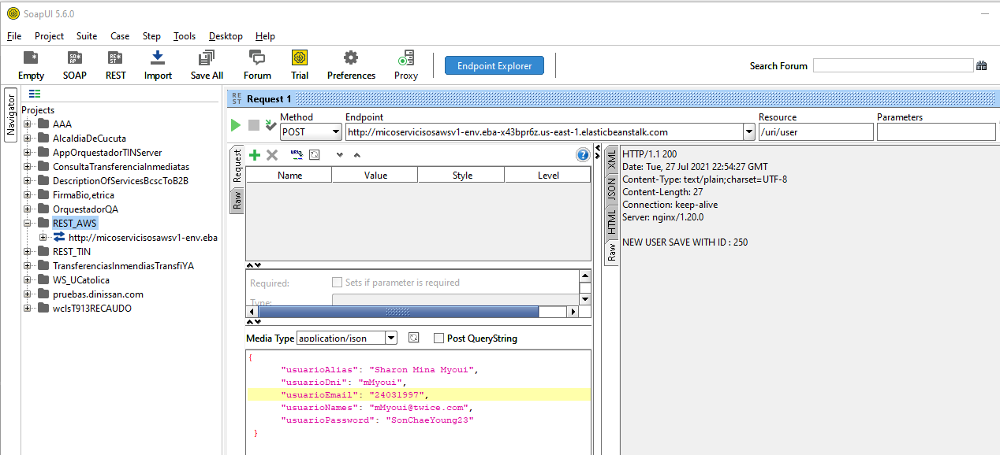 SoapUI 5.6.0
File Project Suite Case Step Tools Desktop Help
Empty SOAP REST Import Save All Forum Trial Preferences Proxy Endpoint Explorer Search Forum
Navigator
Projects
AAA
AlcaldiaDeCucuta
AppOrquestadorTINServer
ConsultaTransferenciaInmediatas
DescriptionOfServicesBcscToB2B
FirmaBio,etrica
OrquestadorQA
REST_AWS
http://micoservicisosawsv1-env.eba
REST_TIN
TransferenciasInmendiasTransfiYA
WS_UCatolica
pruebas.dinissan.com
wclsT913RECAUDO
Request 1
Method Endpoint Resource Parameters
POST http://micoservicisosawsv1-env.eba-x43bpr6z.us-east-1.elasticbeanstalk.com /uri/user
Request
Raw
Name Value Style Level
Required: Sets if parameter is required
Type:
Media Type application/json Post QueryString
{
"usuarioAlias": "Sharon Mina Myoui",
"usuarioDni": "mMyoui",
"usuarioEmail": "24031997",
"usuarioNames": "mMyoui@twice.com",
"usuarioPassword": "SonChaeYoung23"
}
XML
JSON
HTML
Raw
HTTP/1.1 200
Date: Tue, 27 Jul 2021 22:54:27 GMT
Content-Type: text/plain;charset=UTF-8
Content-Length: 27
Connection: keep-alive
Server: nginx/1.20.0
NEW USER SAVE WITH ID : 250